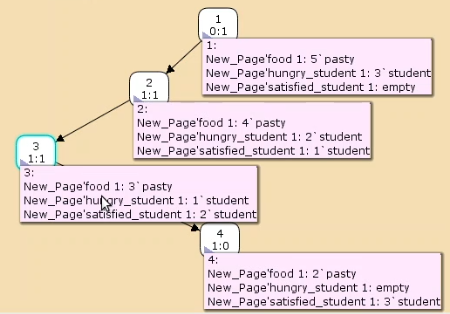 1
0:1
1:
New_Page'food 1: 5`pasty
New_Page'hungry_student 1: 3`student
New_Page'satisfied_student 1: empty
2
1:1
2:
New_Page'food 1: 4`pasty
New_Page'hungry_student 1: 2`student
New_Page'satisfied_student 1: 1`student
3
1:1
3:
New_Page'food 1: 3`pasty
New_Page'hungry_student 1: 1`student
New_Page'satisfied_student 1: 2`student
4
1:0
4:
New_Page'food 1: 2`pasty
New_Page'hungry_student 1: empty
New_Page'satisfied_student 1: 3`student